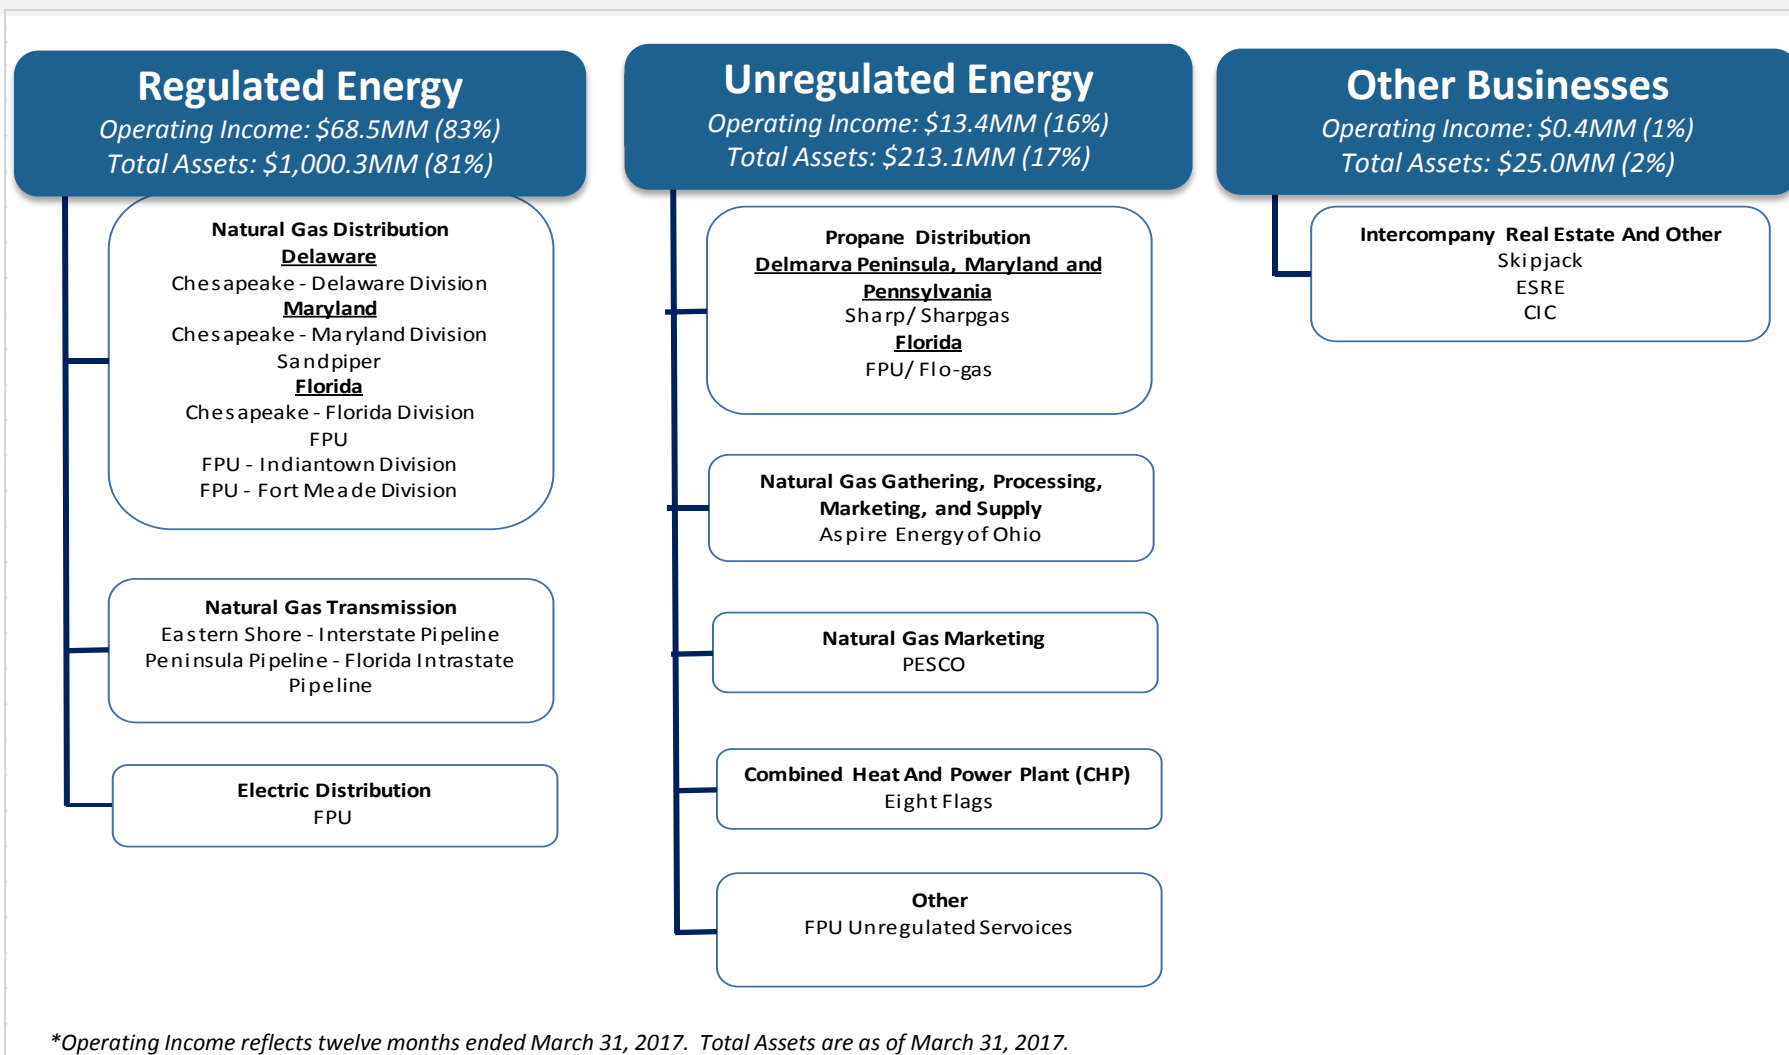 Regulated Energy
Operating Income: $68.5MM (83%)
Total Assets: $1,000.3MM (81%)
Natural Gas Distribution
Delaware
Chesapeake - Delaware Division
Maryland
Chesapeake - Maryland Division
Sandpiper
Florida
Chesapeake - Florida Division
FPU
FPU - Indiantown Division
FPU - Fort Meade Division
Natural Gas Transmission
Eastern Shore - Interstate Pipeline
Peninsula Pipeline - Florida Intrastate
Pipeline
Electric Distribution
FPU
Unregulated Energy
Operating Income: $13.4MM (16%)
Total Assets: $213.1MM (17%)
Propane Distribution
Delmarva Peninsula, Maryland and
Pennsylvania
Sharp/ Sharpgas
Florida
FPU/ Flo-gas
Natural Gas Gathering, Processing,
Marketing, and Supply
Aspire Energy of Ohio
Natural Gas Marketing
PESCO
Combined Heat And Power Plant (CHP)
Eight Flags
Other
FPU Unregulated Servoices
Other Businesses
Operating Income: $0.4MM (1%)
Total Assets: $25.0MM (2%)
Intercompany Real Estate And Other
Skipjack
ESRE
CIC
*Operating Income reflects twelve months ended March 31, 2017. Total Assets are as of March 31, 2017.